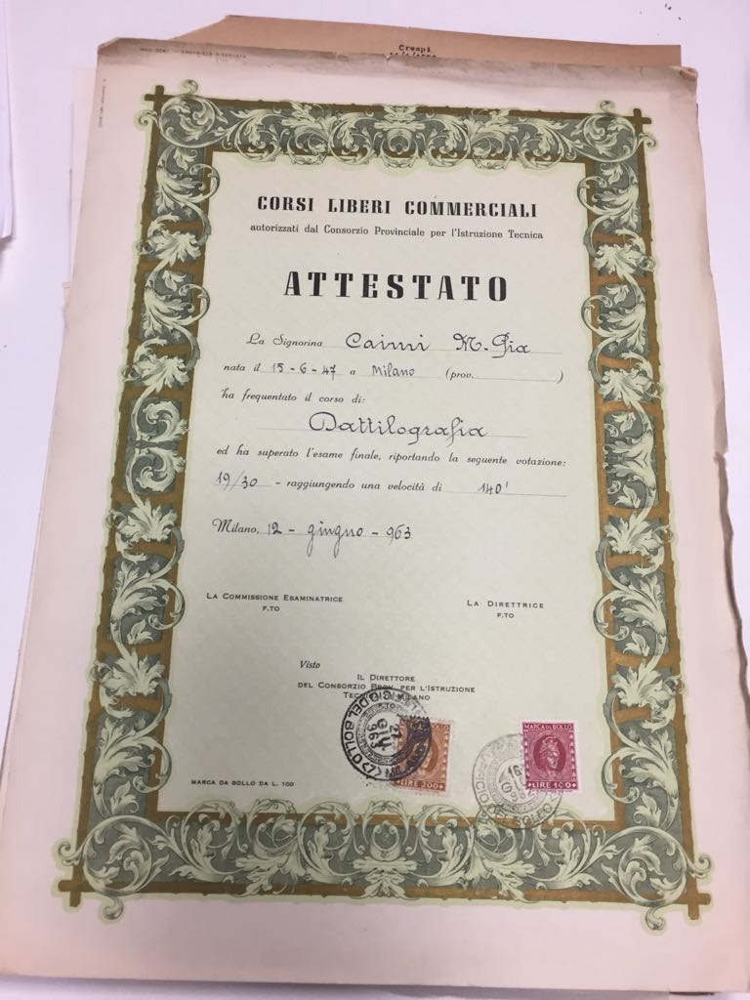 Crespi
CORSI LIBERI COMMERCIALI
autorizzati dal Consorzio Provinciale per l'Istruzione Tecnica
ATTESTATO
La Signorina Caimi M. Pia
nata il 15-6-47 a Milano (prov. )
ha frequentato il corso di:
Dattilografia
ed ha superato l'esame finale, riportando la seguente votazione:
19/30 - raggiungendo una velocità di 140'
Milano, 12 - giugno - 963
LA COMMISSIONE ESAMINATRICE
F.TO
LA DIRETTRICE
F.TO
Visto
IL DIRETTORE
DEL CONSORZIO PROV. PER L'ISTRUZIONE
TECNICA MILANO
F.TO
MARCA DA BOLLO
LIRE 200
LIRE 100
MARCA DA BOLLO DA L. 100